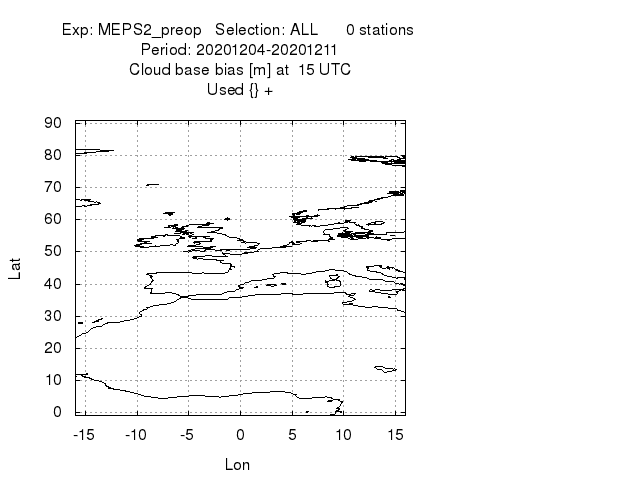 Exp: MEPS2_preop Selection: ALL 0 stations
Period: 20201204-20201211
Cloud base bias [m] at 15 UTC
Used {} +
90
80
70
60
50
40
30
20
10
0
Lat
-15 -10 -5 0 5 10 15
Lon